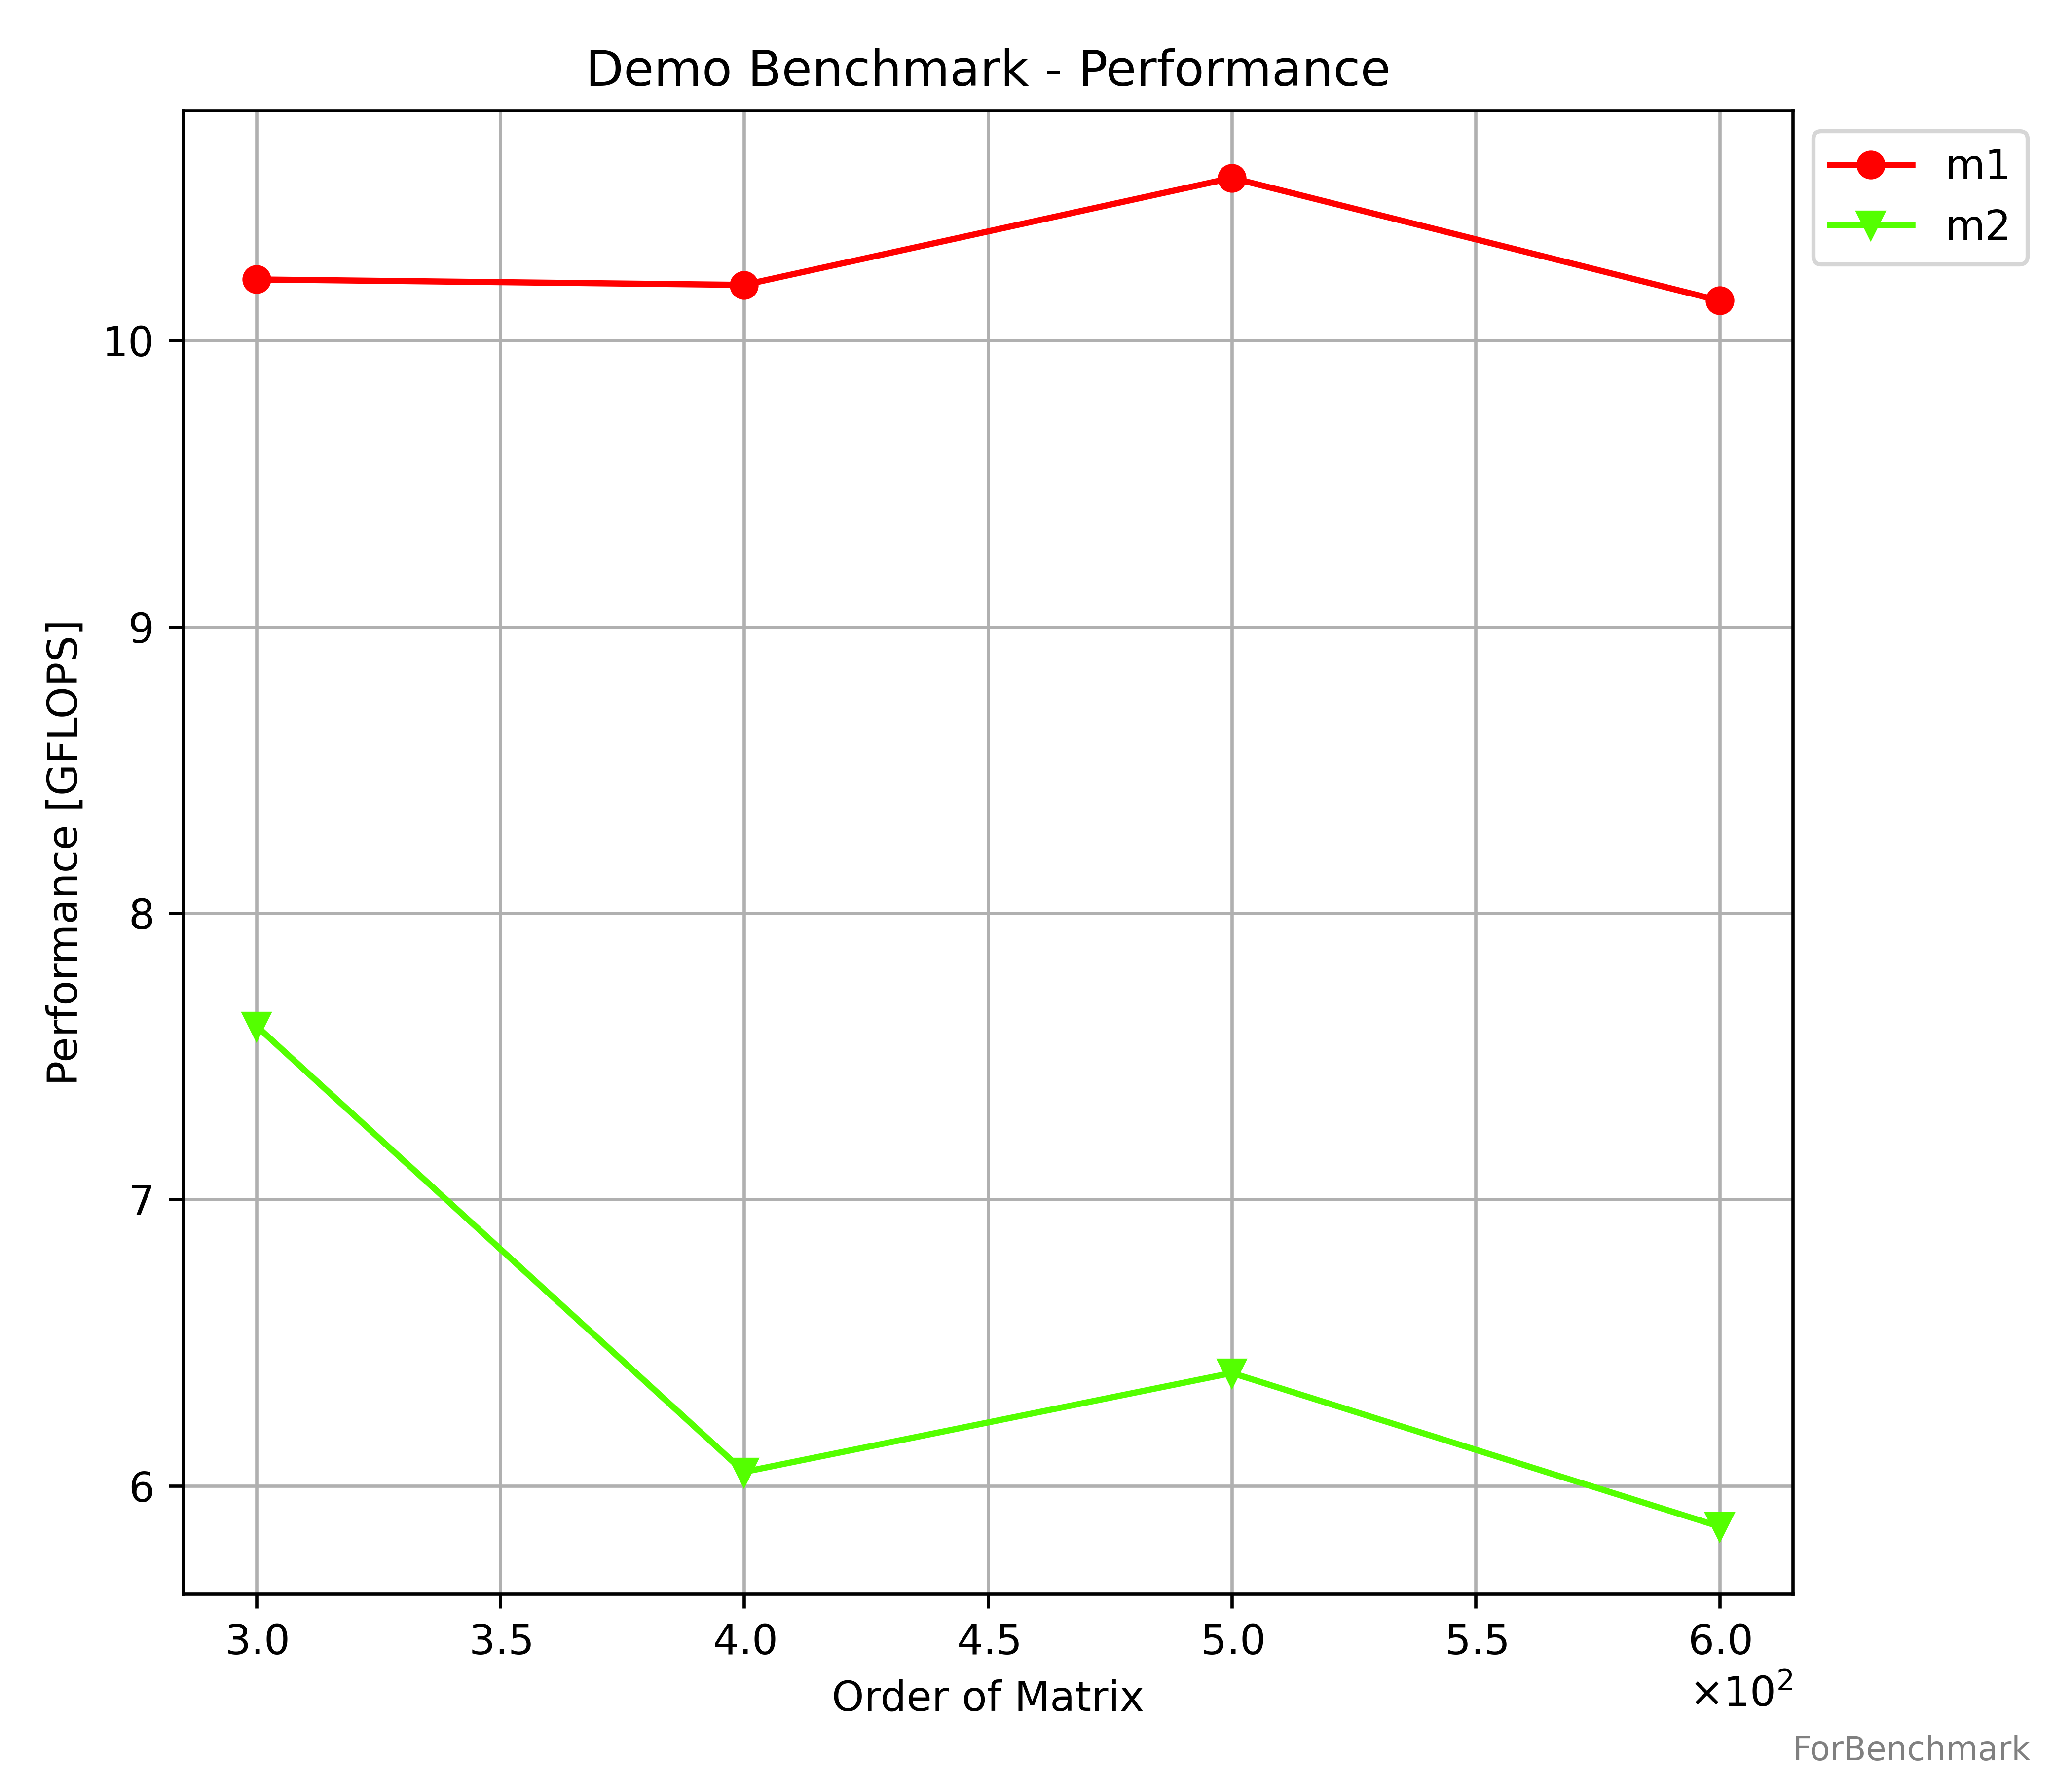 Demo Benchmark - Performance
m1
m2
10
9
8
7
6
Performance [GFLOPS]
3.0 3.5 4.0 4.5 5.0 5.5 6.0
×10²
Order of Matrix
ForBenchmark